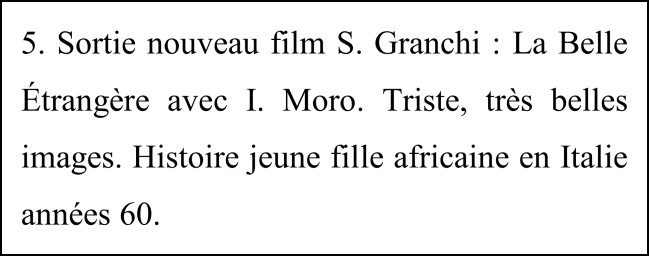 5. Sortie nouveau film S. Granchi : La Belle
Étrangère avec I. Moro. Triste, très belles
images. Histoire jeune fille africaine en Italie
années 60.